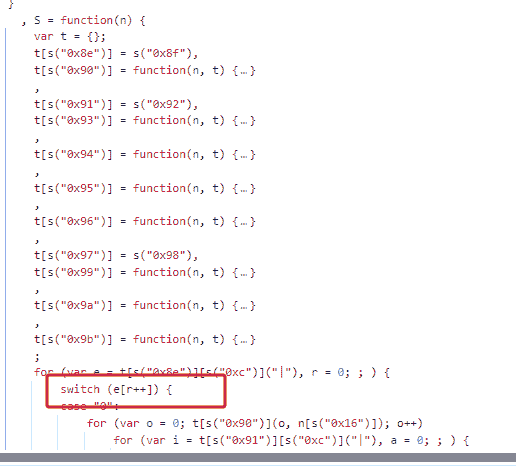 }
, S = function(n) {
var t = {};
t[s("0x8e")] = s("0x8f"),
t[s("0x90")] = function(n, t) {…}
,
t[s("0x91")] = s("0x92"),
t[s("0x93")] = function(n, t) {…}
,
t[s("0x94")] = function(n, t) {…}
,
t[s("0x95")] = function(n, t) {…}
,
t[s("0x96")] = function(n, t) {…}
,
t[s("0x97")] = s("0x98"),
t[s("0x99")] = function(n, t) {…}
,
t[s("0x9a")] = function(n, t) {…}
,
t[s("0x9b")] = function(n, t) {…}
;
for (var e = t[s("0x8e")][s("0xc")]("|"), r = 0; ; ) {
switch (e[r++]) {
case "0":
for (var o = 0; t[s("0x90")](o, n[s("0x16")]); o++)
for (var i = t[s("0x91")][s("0xc")]("|"), a = 0; ; ) {